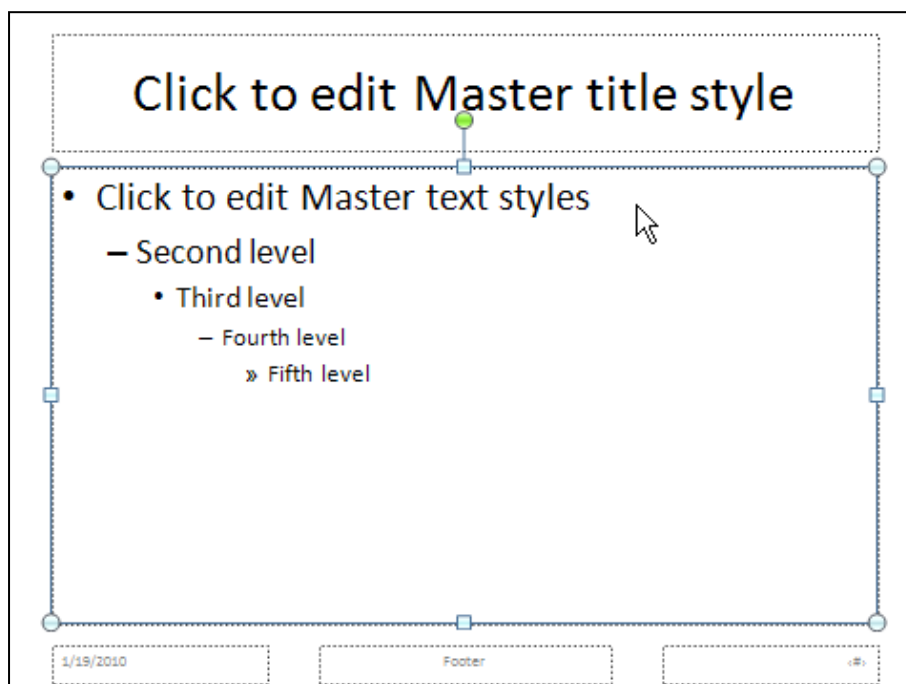 Click to edit Master title style
• Click to edit Master text styles
– Second level
• Third level
– Fourth level
» Fifth level
1/19/2010 Footer ‹#›